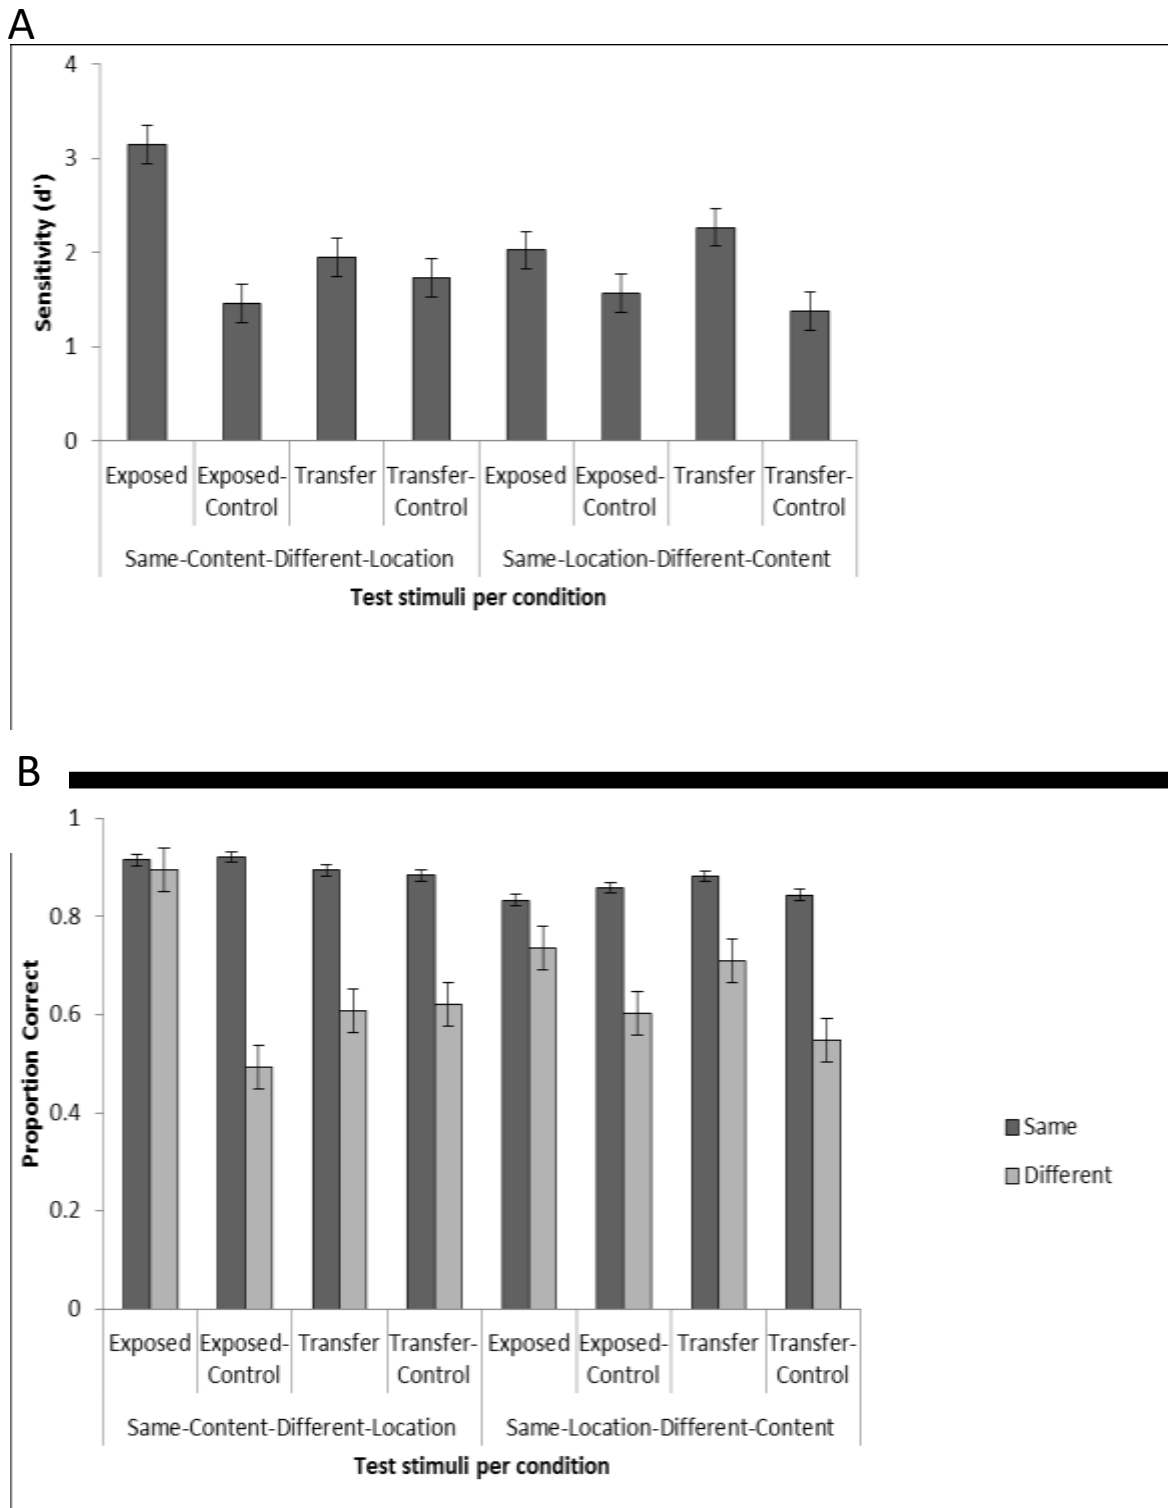 A
4
3
2
1
0
Sensitivity (d')
Exposed Exposed- Transfer Transfer- Exposed Exposed- Transfer Transfer-
Control Control Control Control
Same-Content-Different-Location Same-Location-Different-Content
Test stimuli per condition
B
1
0.8
0.6
0.4
0.2
0
Proportion Correct
Same
Different
Exposed Exposed- Transfer Transfer- Exposed Exposed- Transfer Transfer-
Control Control Control Control
Same-Content-Different-Location Same-Location-Different-Content
Test stimuli per condition